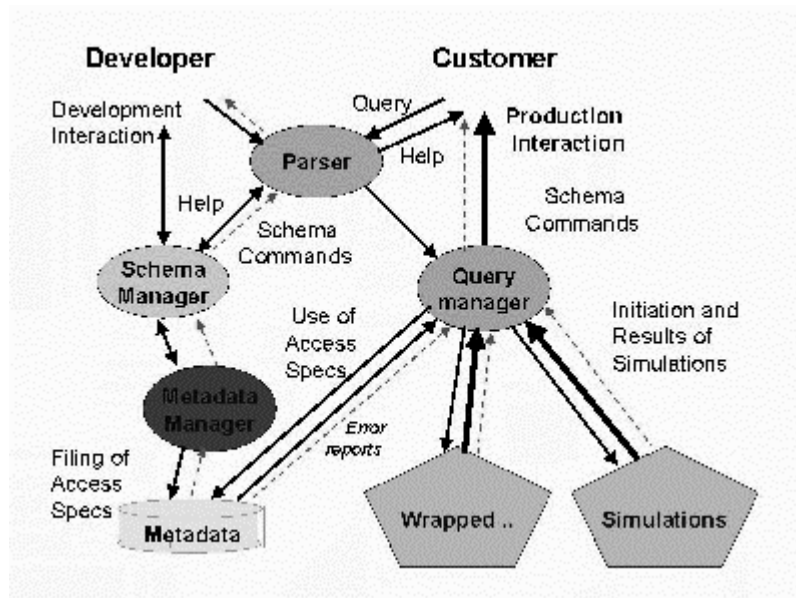 Developer
Customer
Development
Interaction
Query
Production
Interaction
Parser
Help
Help
Schema
Commands
Schema
Commands
Schema
Manager
Query
manager
Use of
Access
Specs
Initiation and
Results of
Simulations
Metadata
Manager
Error
reports
Filing of
Access
Specs
Metadata
Wrapped ..
Simulations